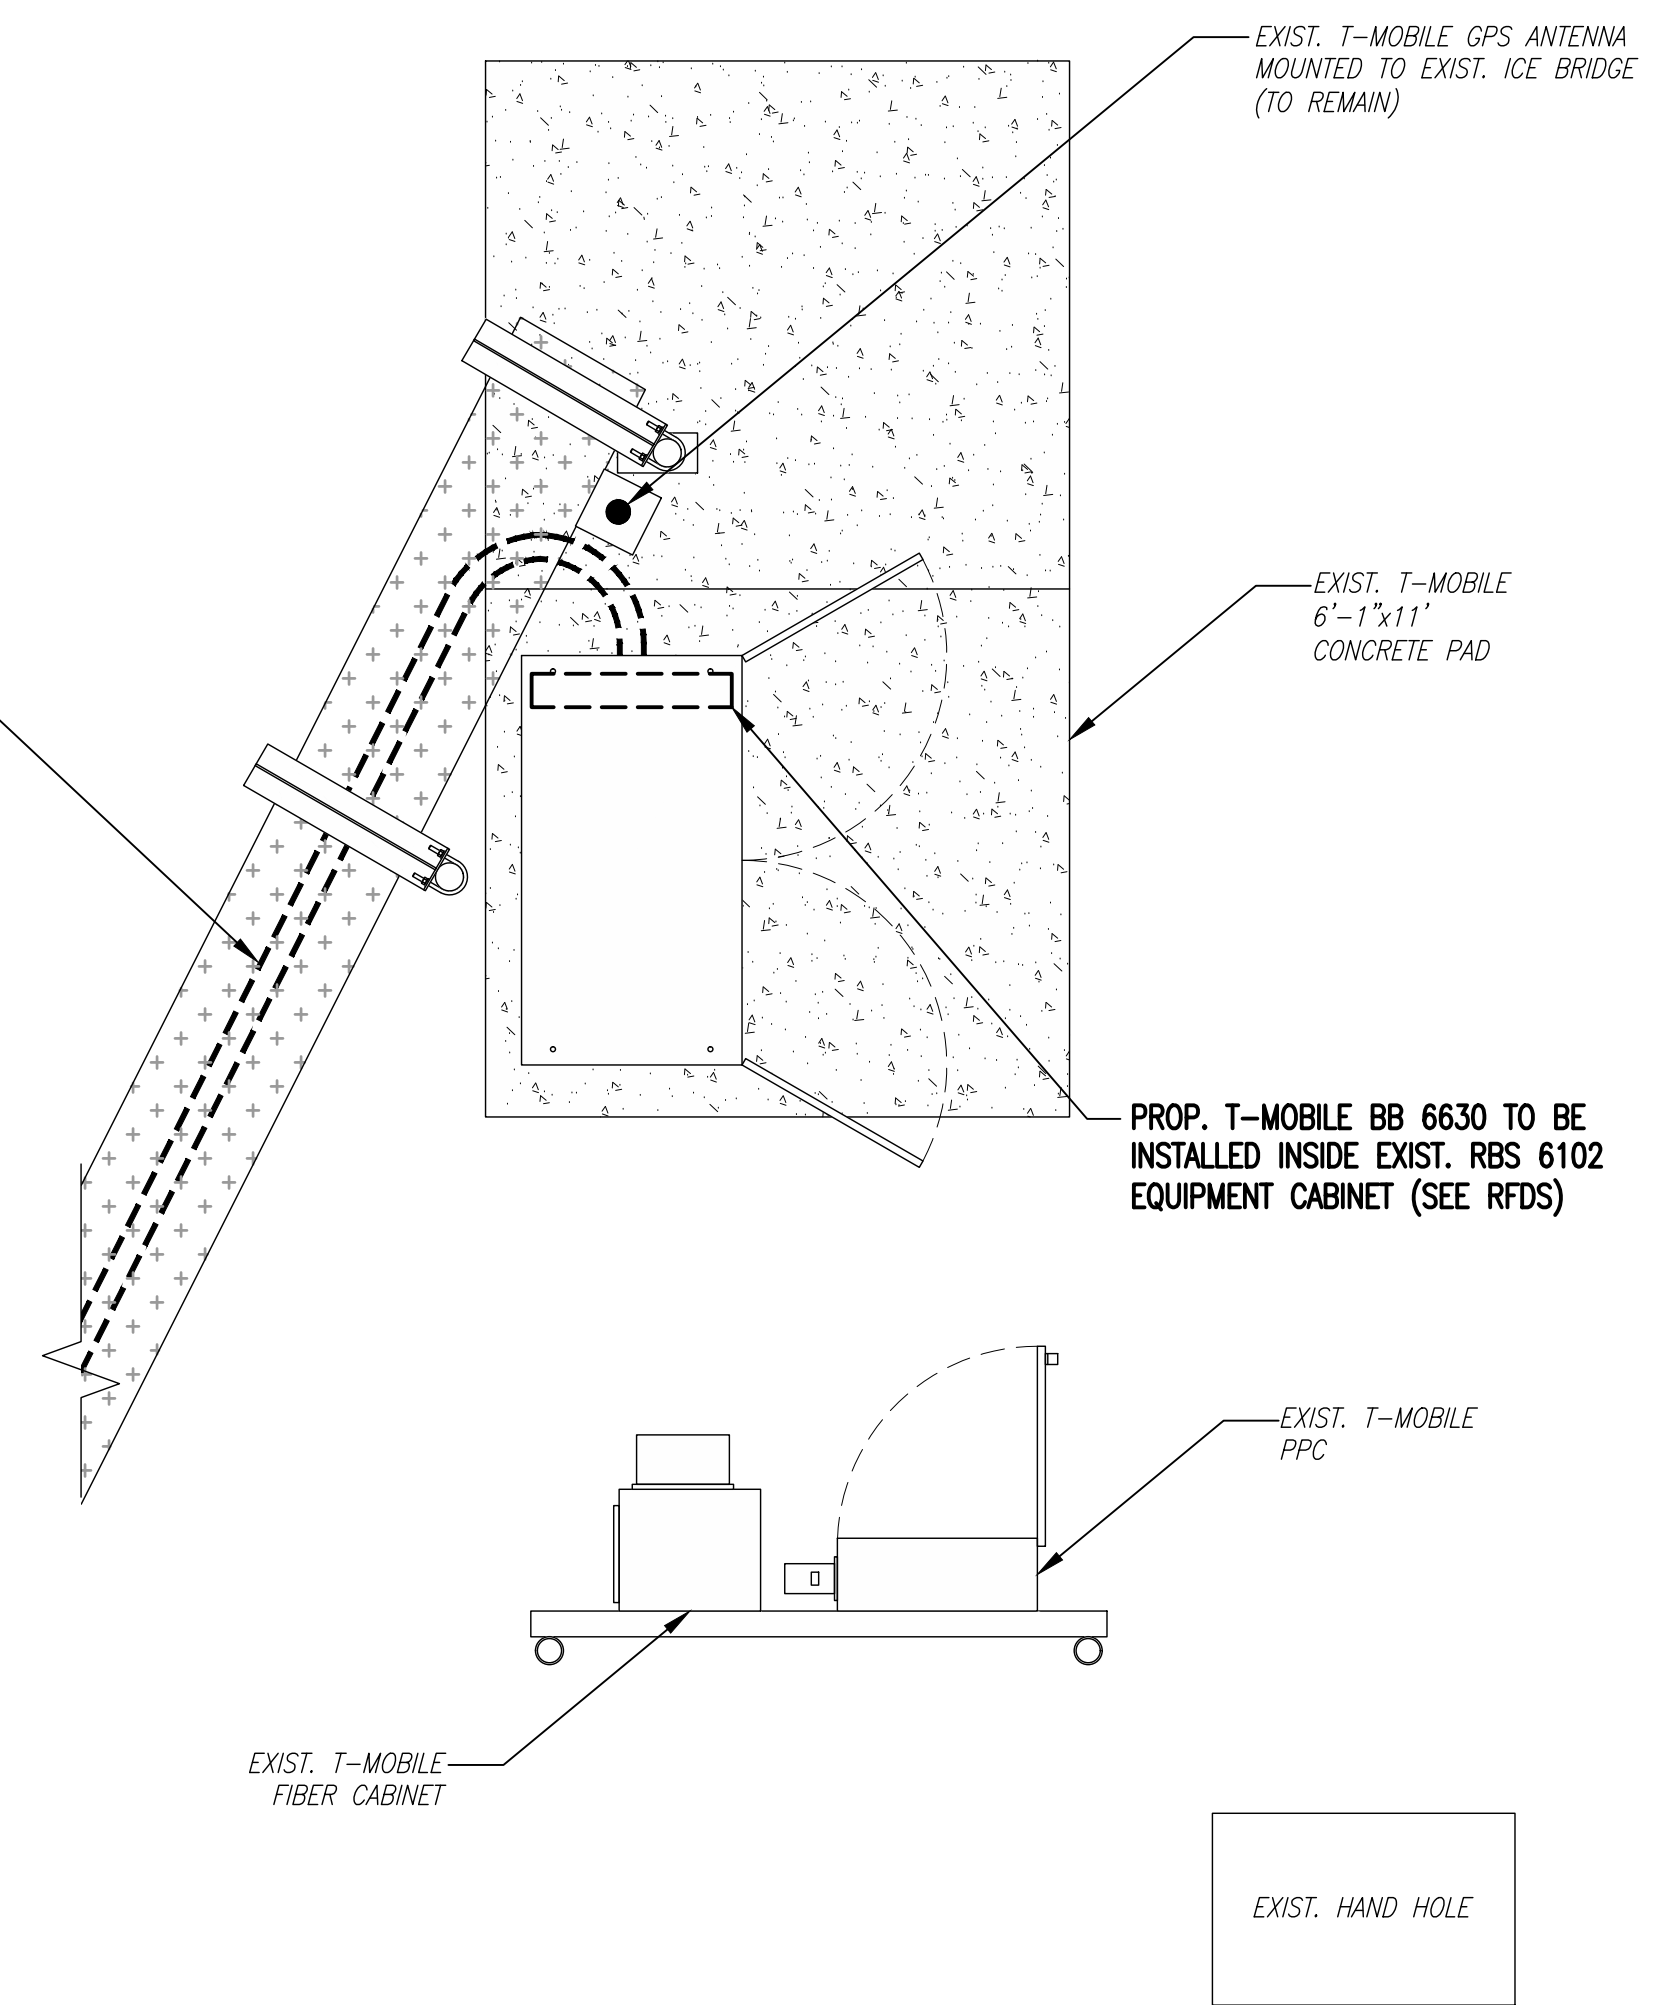 EXIST. T-MOBILE GPS ANTENNA
MOUNTED TO EXIST. ICE BRIDGE
(TO REMAIN)
EXIST. T-MOBILE
6'-1"x11'
CONCRETE PAD
PROP. T-MOBILE BB 6630 TO BE
INSTALLED INSIDE EXIST. RBS 6102
EQUIPMENT CABINET (SEE RFDS)
EXIST. T-MOBILE
PPC
EXIST. T-MOBILE
FIBER CABINET
EXIST. HAND HOLE